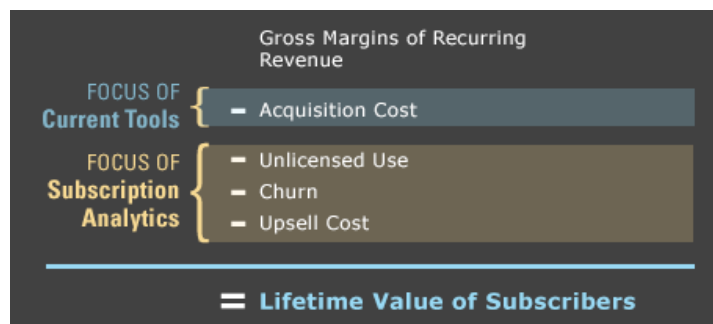 Gross Margins of Recurring
Revenue
FOCUS OF
Current Tools
- Acquisition Cost
FOCUS OF
Subscription
Analytics
- Unlicensed Use
- Churn
- Upsell Cost
= Lifetime Value of Subscribers